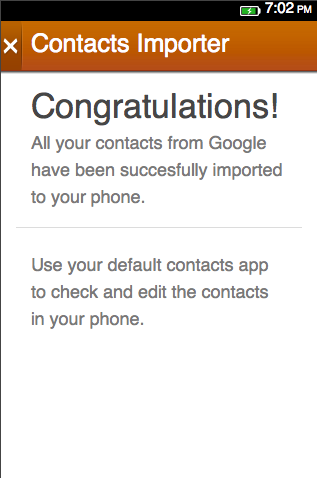 7:02 PM
Contacts Importer
Congratulations!
All your contacts from Google
have been succesfully imported
to your phone.
Use your default contacts app
to check and edit the contacts
in your phone.